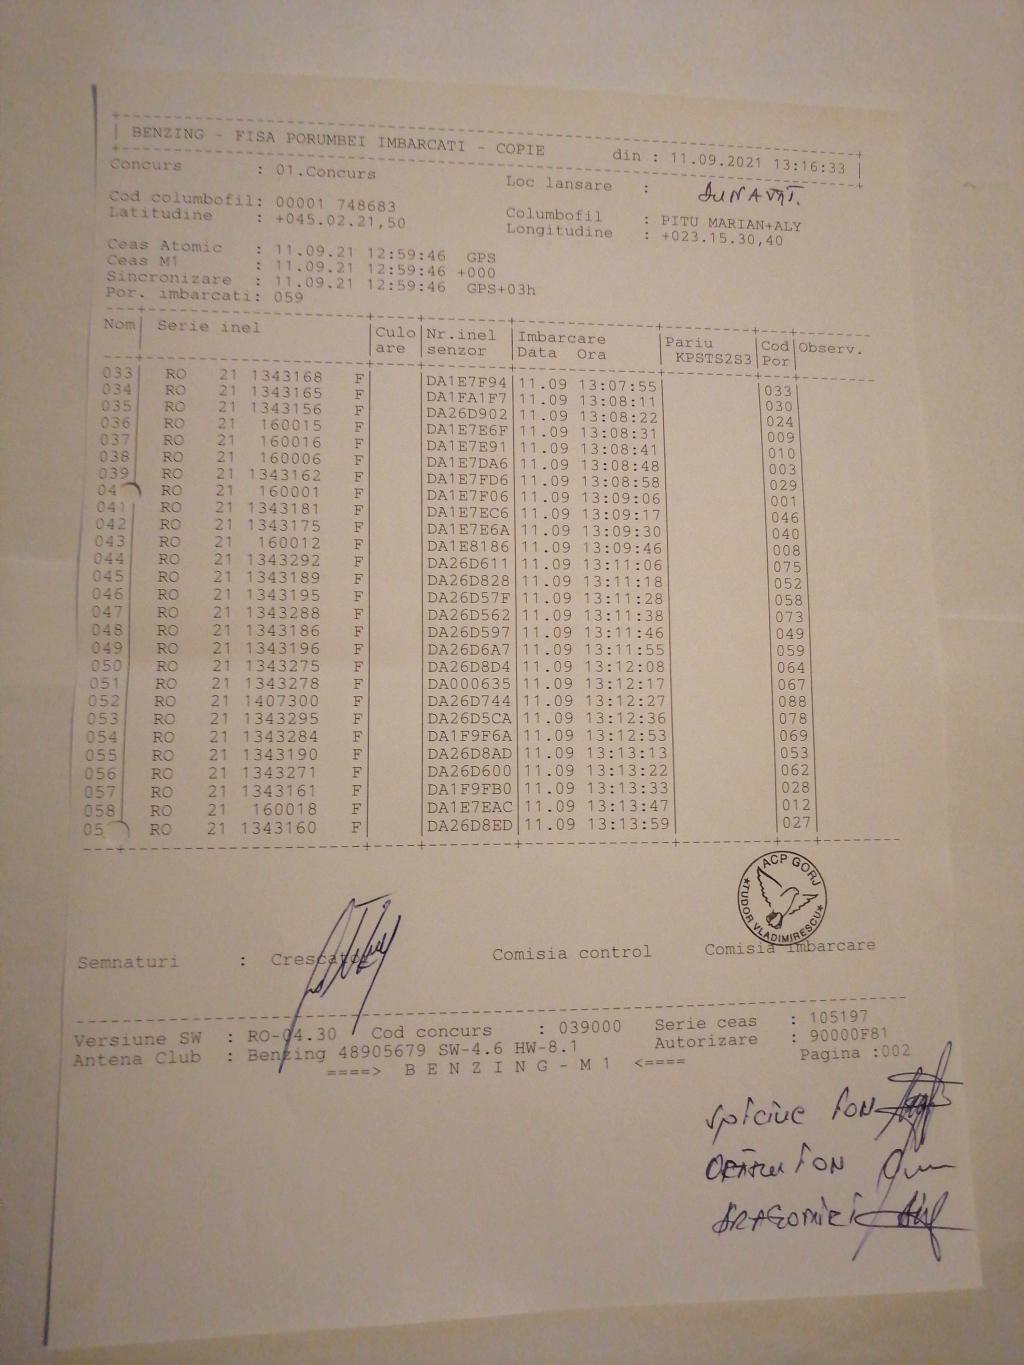 BENZING - FISA PORUMBEI IMBARCATI - COPIE din : 11.09.2021 13:16:33
Concurs : 01.Concurs Loc lansare : DUNAVĂȚ.
Cod columbofil: 00001 748683 Columbofil : PITU MARIAN+ALY
Latitudine : +045.02.21,50 Longitudine : +023.15.30,40
Ceas Atomic : 11.09.21 12:59:46 GPS
Ceas M1 : 11.09.21 12:59:46 +000
Sincronizare : 11.09.21 12:59:46 GPS+03h
Por. imbarcati: 059
Nom Serie inel Culo Nr.inel Imbarcare Pariu Cod Observ.
are senzor Data Ora KPSTS2S3 Por
033 RO 21 1343168 F DA1E7F94 11.09 13:07:55 033
034 RO 21 1343165 F DA1FA1F7 11.09 13:08:11 030
035 RO 21 1343156 F DA26D902 11.09 13:08:22 024
036 RO 21 160015 F DA1E7E6F 11.09 13:08:31 009
037 RO 21 160016 F DA1E7E91 11.09 13:08:41 010
038 RO 21 160006 F DA1E7DA6 11.09 13:08:48 003
039 RO 21 1343162 F DA1E7FD6 11.09 13:08:58 029
04 RO 21 160001 F DA1E7F06 11.09 13:09:06 001
041 RO 21 1343181 F DA1E7EC6 11.09 13:09:17 046
042 RO 21 1343175 F DA1E7E6A 11.09 13:09:30 040
043 RO 21 160012 F DA1E8186 11.09 13:09:46 008
044 RO 21 1343292 F DA26D611 11.09 13:11:06 075
045 RO 21 1343189 F DA26D828 11.09 13:11:18 052
046 RO 21 1343195 F DA26D57F 11.09 13:11:28 058
047 RO 21 1343288 F DA26D562 11.09 13:11:38 073
048 RO 21 1343186 F DA26D597 11.09 13:11:46 049
049 RO 21 1343196 F DA26D6A7 11.09 13:11:55 059
050 RO 21 1343275 F DA26D8D4 11.09 13:12:08 064
051 RO 21 1343278 F DA000635 11.09 13:12:17 067
052 RO 21 1407300 F DA26D744 11.09 13:12:27 088
053 RO 21 1343295 F DA26D5CA 11.09 13:12:36 078
054 RO 21 1343284 F DA1F9F6A 11.09 13:12:53 069
055 RO 21 1343190 F DA26D8AD 11.09 13:13:13 053
056 RO 21 1343271 F DA26D600 11.09 13:13:22 062
057 RO 21 1343161 F DA1F9FB0 11.09 13:13:33 028
058 RO 21 160018 F DA1E7EAC 11.09 13:13:47 012
05 RO 21 1343160 F DA26D8ED 11.09 13:13:59 027
ACP GORJ
*TUDOR VLADIMIRESCU*
Semnaturi : Crescator Comisia control Comisia imbarcare
Versiune SW : RO-04.30 Cod concurs : 039000 Serie ceas : 105197
Antena Club : Benzing 48905679 SW-4.6 HW-8.1 Autorizare : 90000F81
====> B E N Z I N G - M 1 <==== Pagina :002
ION
ION